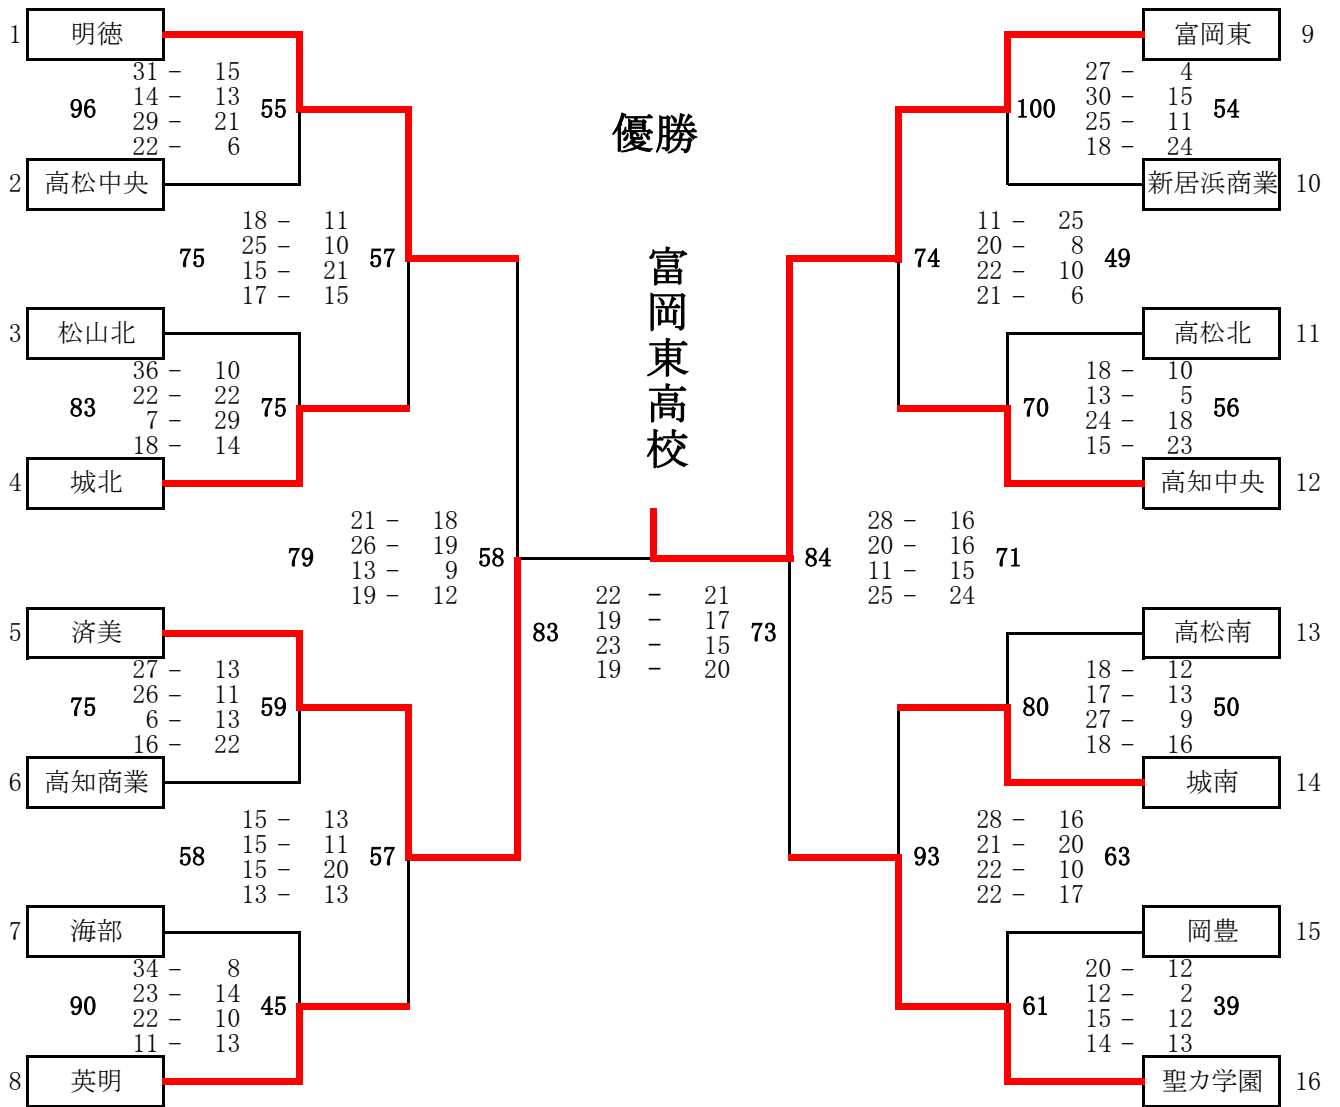 優勝
富岡東高校
1 明徳
96
31 － 15
14 － 13
29 － 21
22 － 6
55
2 高松中央
75
18 － 11
25 － 10
15 － 21
17 － 15
57
3 松山北
83
36 － 10
22 － 22
7 － 29
18 － 14
75
4 城北
79
21 － 18
26 － 19
13 － 9
19 － 12
58
5 済美
75
27 － 13
26 － 11
6 － 13
16 － 22
59
6 高知商業
58
15 － 13
15 － 11
15 － 20
13 － 13
57
7 海部
90
34 － 8
23 － 14
22 － 10
11 － 13
45
8 英明
83
22 － 21
19 － 17
23 － 15
19 － 20
73
富岡東 9
100
27 － 4
30 － 15
25 － 11
18 － 24
54
新居浜商業 10
74
11 － 25
20 － 8
22 － 10
21 － 6
49
高松北 11
70
18 － 10
13 － 5
24 － 18
15 － 23
56
高知中央 12
84
28 － 16
20 － 16
11 － 15
25 － 24
71
高松南 13
80
18 － 12
17 － 13
27 － 9
18 － 16
50
城南 14
93
28 － 16
21 － 20
22 － 10
22 － 17
63
岡豊 15
61
20 － 12
12 － 2
15 － 12
14 － 13
39
聖カ学園 16